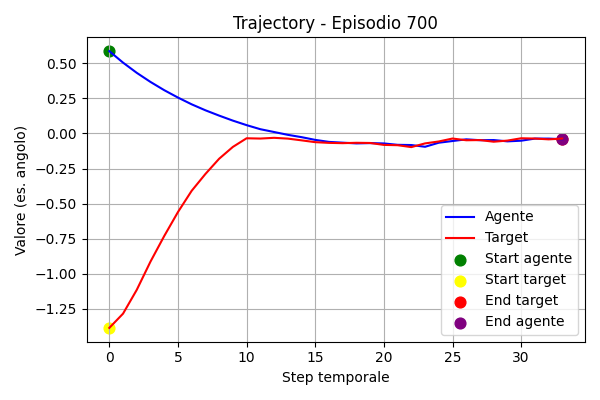 Trajectory - Episodio 700
Valore (es. angolo)
0.50
0.25
0.00
−0.25
−0.50
−0.75
−1.00
−1.25
Agente
Target
Start agente
Start target
End target
End agente
0 5 10 15 20 25 30
Step temporale